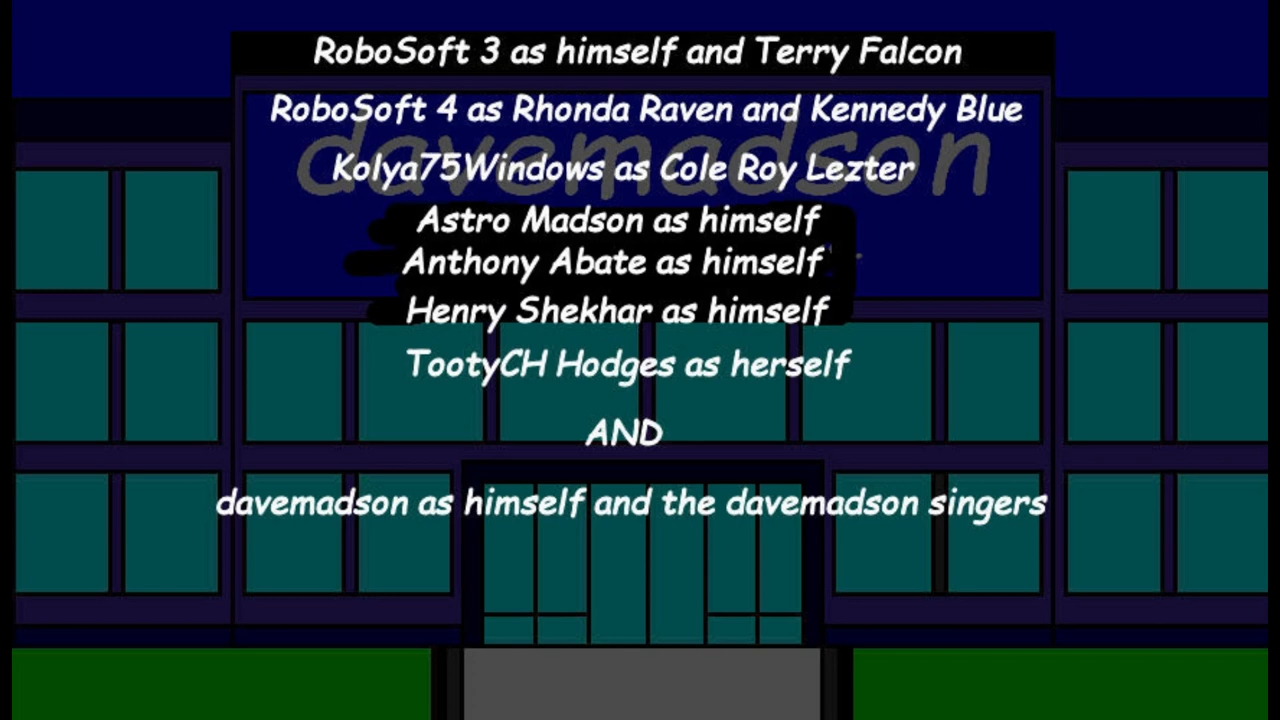 RoboSoft 3 as himself and Terry Falcon
RoboSoft 4 as Rhonda Raven and Kennedy Blue
davemadson
Kolya75Windows as Cole Roy Lezter
Astro Madson as himself
Anthony Abate as himself
Henry Shekhar as himself
TootyCH Hodges as herself
AND
davemadson as himself and the davemadson singers